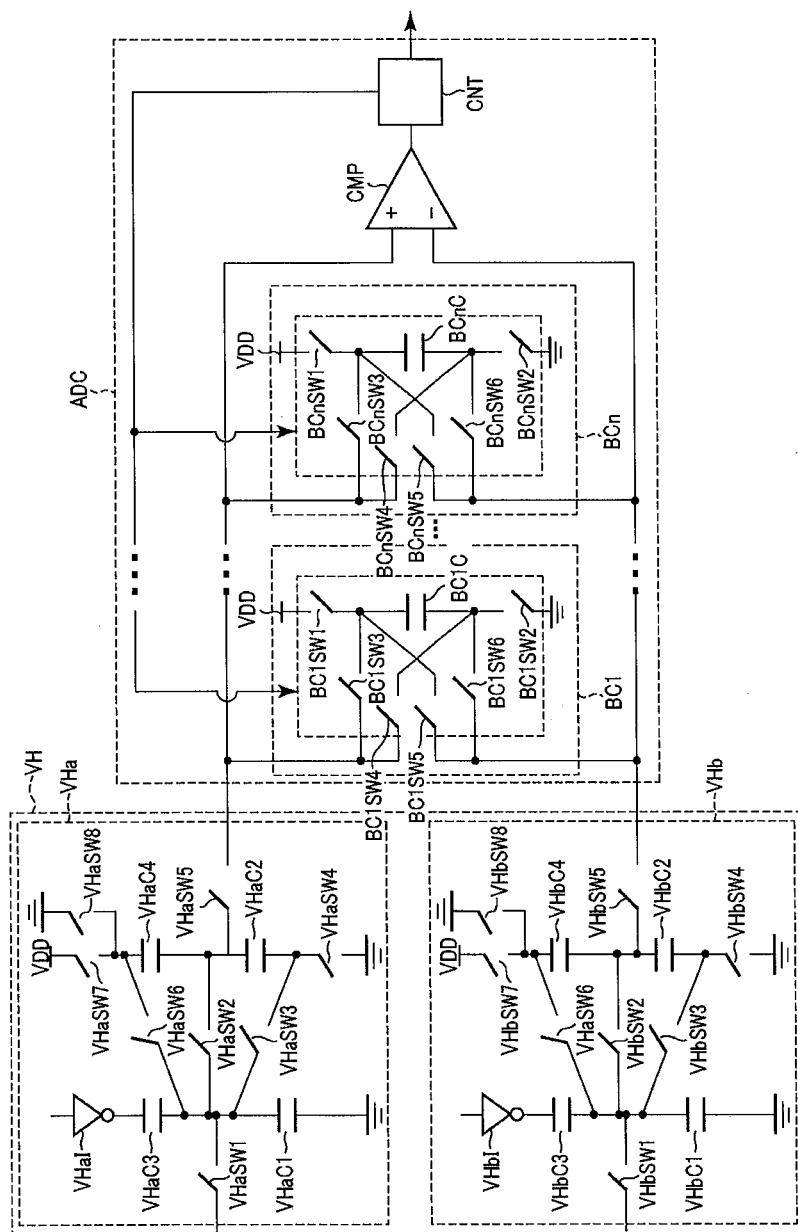 VH
VHa
VDD
VHaSW8
VHaSW7
VHaC4
VHaSW5
VHaSW6
VHaSW2
VHaC2
VHaSW3
VHaSW4
VHaI
VHaC3
VHaSW1
VHaC1
VHb
VDD
VHbSW8
VHbSW7
VHbC4
VHbSW5
VHaSW6
VHbSW2
VHbC2
VHbSW3
VHbSW4
VHbI
VHbC3
VHbSW1
VHbC1
ADC
VDD
BC1SW1
BC1SW3
BC1C
BC1SW4
BC1SW5
BC1SW6
BC1SW2
BC1
VDD
BCnSW1
BCnSW3
BCnC
BCnSW4
BCnSW5
BCnSW6
BCnSW2
BCn
CMP
+
−
CNT